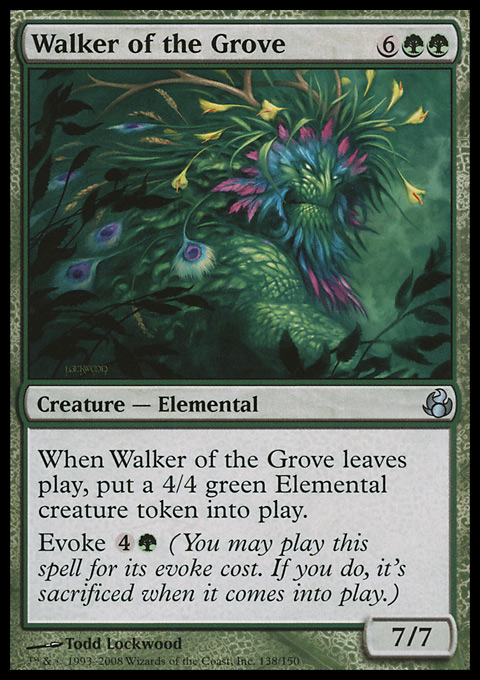 Walker of the Grove 6
LOCKWOOD
Creature — Elemental
When Walker of the Grove leaves
play, put a 4/4 green Elemental
creature token into play.
Evoke 4 (You may play this
spell for its evoke cost. If you do, it's
sacrificed when it comes into play.)
Todd Lockwood
7/7
™ & © 1993–2008 Wizards of the Coast, Inc. 138/150